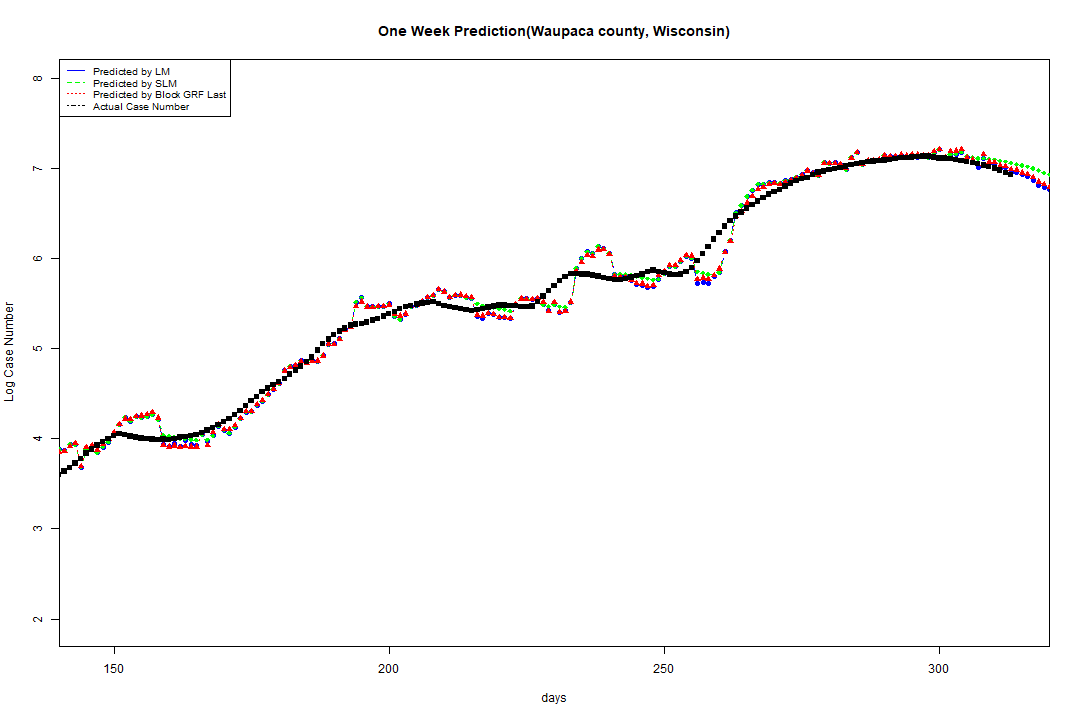 One Week Prediction(Waupaca county, Wisconsin)
Predicted by LM
Predicted by SLM
Predicted by Block GRF Last
Actual Case Number
8
7
6
5
4
3
2
Log Case Number
150 200 250 300
days